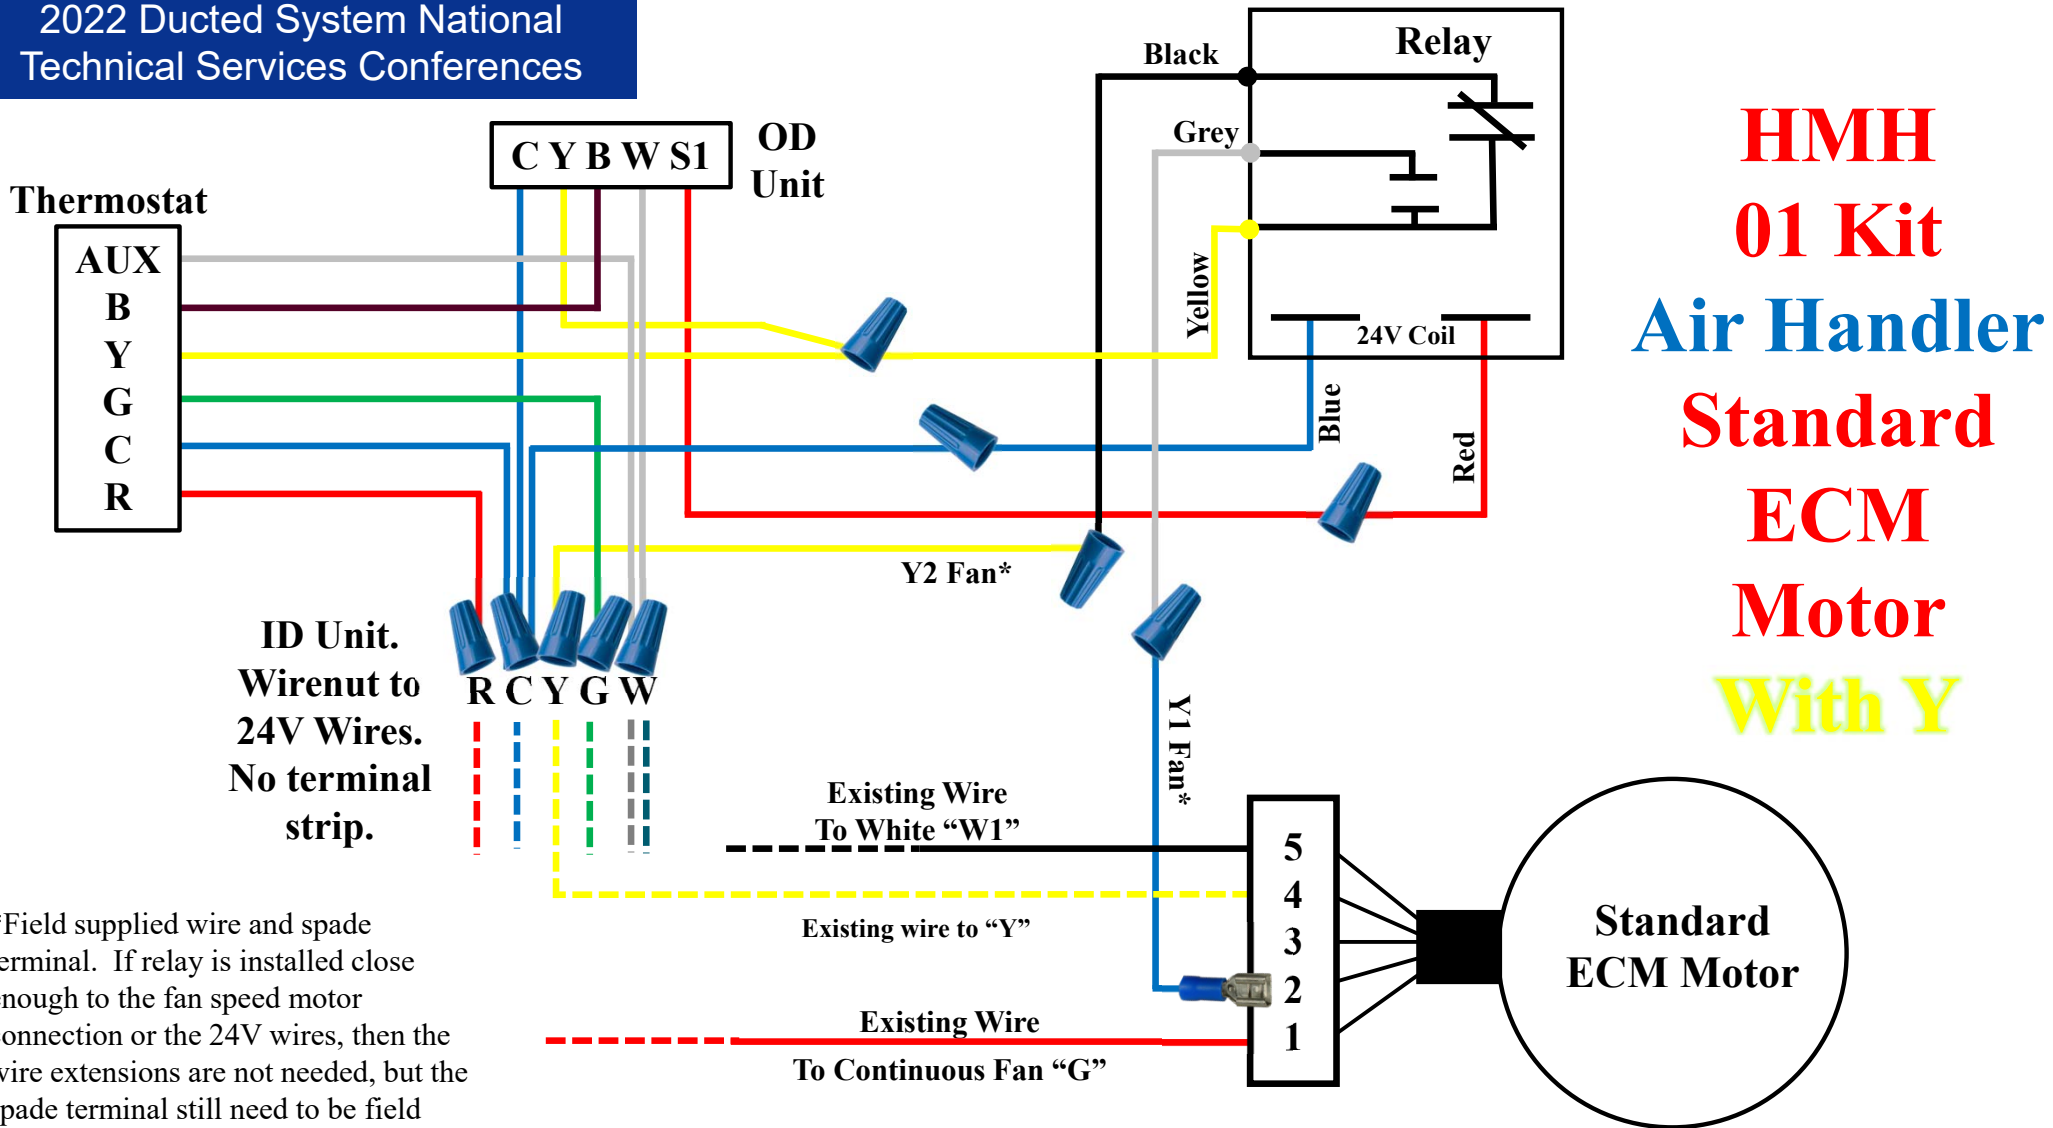 2022 Ducted System National
Technical Services Conferences
Thermostat
AUX
B
Y
G
C
R
C Y B W S1
OD
Unit
Black
Grey
Yellow
Relay
24V Coil
Blue
Red
HMH
01 Kit
Air Handler
Standard
ECM
Motor
With Y
Y2 Fan*
Y1 Fan*
ID Unit.
Wirenut to
24V Wires.
No terminal
strip.
R C Y G W
Existing Wire
To White “W1”
Existing wire to “Y”
Existing Wire
To Continuous Fan “G”
5
4
3
2
1
Standard
ECM Motor
*Field supplied wire and spade
terminal. If relay is installed close
enough to the fan speed motor
connection or the 24V wires, then the
wire extensions are not needed, but the
spade terminal still need to be field